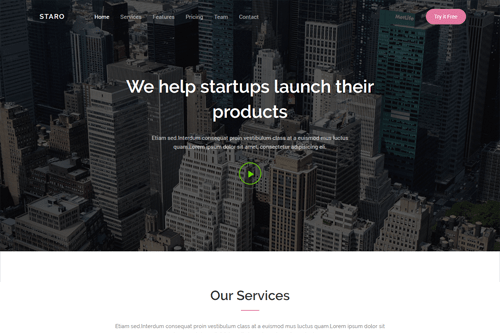 STARO
Home Services Features Pricing Team Contact
Try it Free
We help startups launch their
products
Etiam sed.Interdum consequat proin vestibulum class at a euismod mus luctus
quam.Lorem ipsum dolor sit amet, consectetur adipisicing eli.
Our Services
Etiam sed.Interdum consequat proin vestibulum class at a euismod mus luctus quam.Lorem ipsum dolor sit